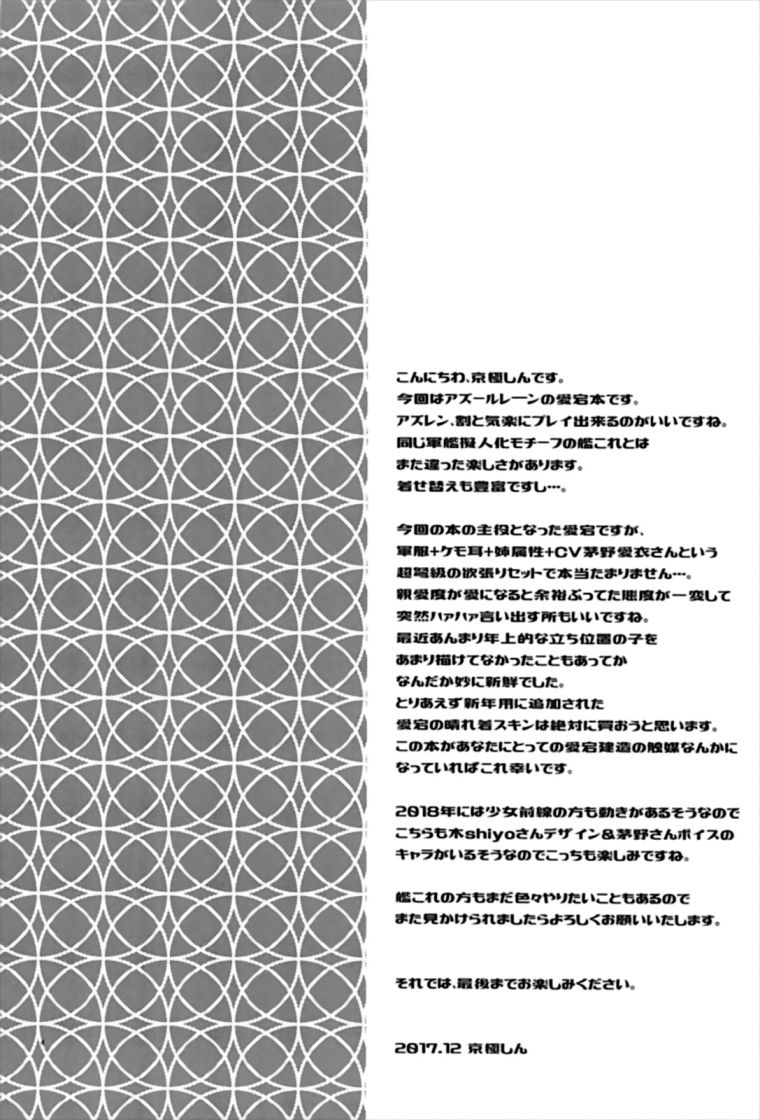 こんにちわ、京極しんです。
今回はアズールレーンの愛宕本です。
アズレン、割と気楽にプレイ出来るのがいいですね。
同じ軍艦擬人化モチーフの艦これとは
また違った楽しさがあります。
着せ替えも豊富ですし…。
今回の本の主役となった愛宕ですが、
軍服+ケモ耳+姉属性+CV茅野愛衣さんという
超弩級の欲張りセットで本当たまりません…。
親愛度が愛になると余裕ぶってた態度が一変して
突然ハァハァ言い出す所もいいですね。
最近あんまり年上的な立ち位置の子を
あまり描けてなかったこともあってか
なんだか妙に新鮮でした。
とりあえず新年用に追加された
愛宕の晴れ着スキンは絶対に買おうと思います。
この本があなたにとっての愛宕建造の触媒なんかに
なっていればこれ幸いです。
2018年には少女前線の方も動きがあるそうなので
こちらも木shiyoさんデザイン&茅野さんボイスの
キャラがいるそうなのでこっちも楽しみですね。
艦これの方もまだ色々やりたいこともあるので
また見かけられましたらよろしくお願いいたします。
それでは、最後までお楽しみください。
2017.12 京極しん